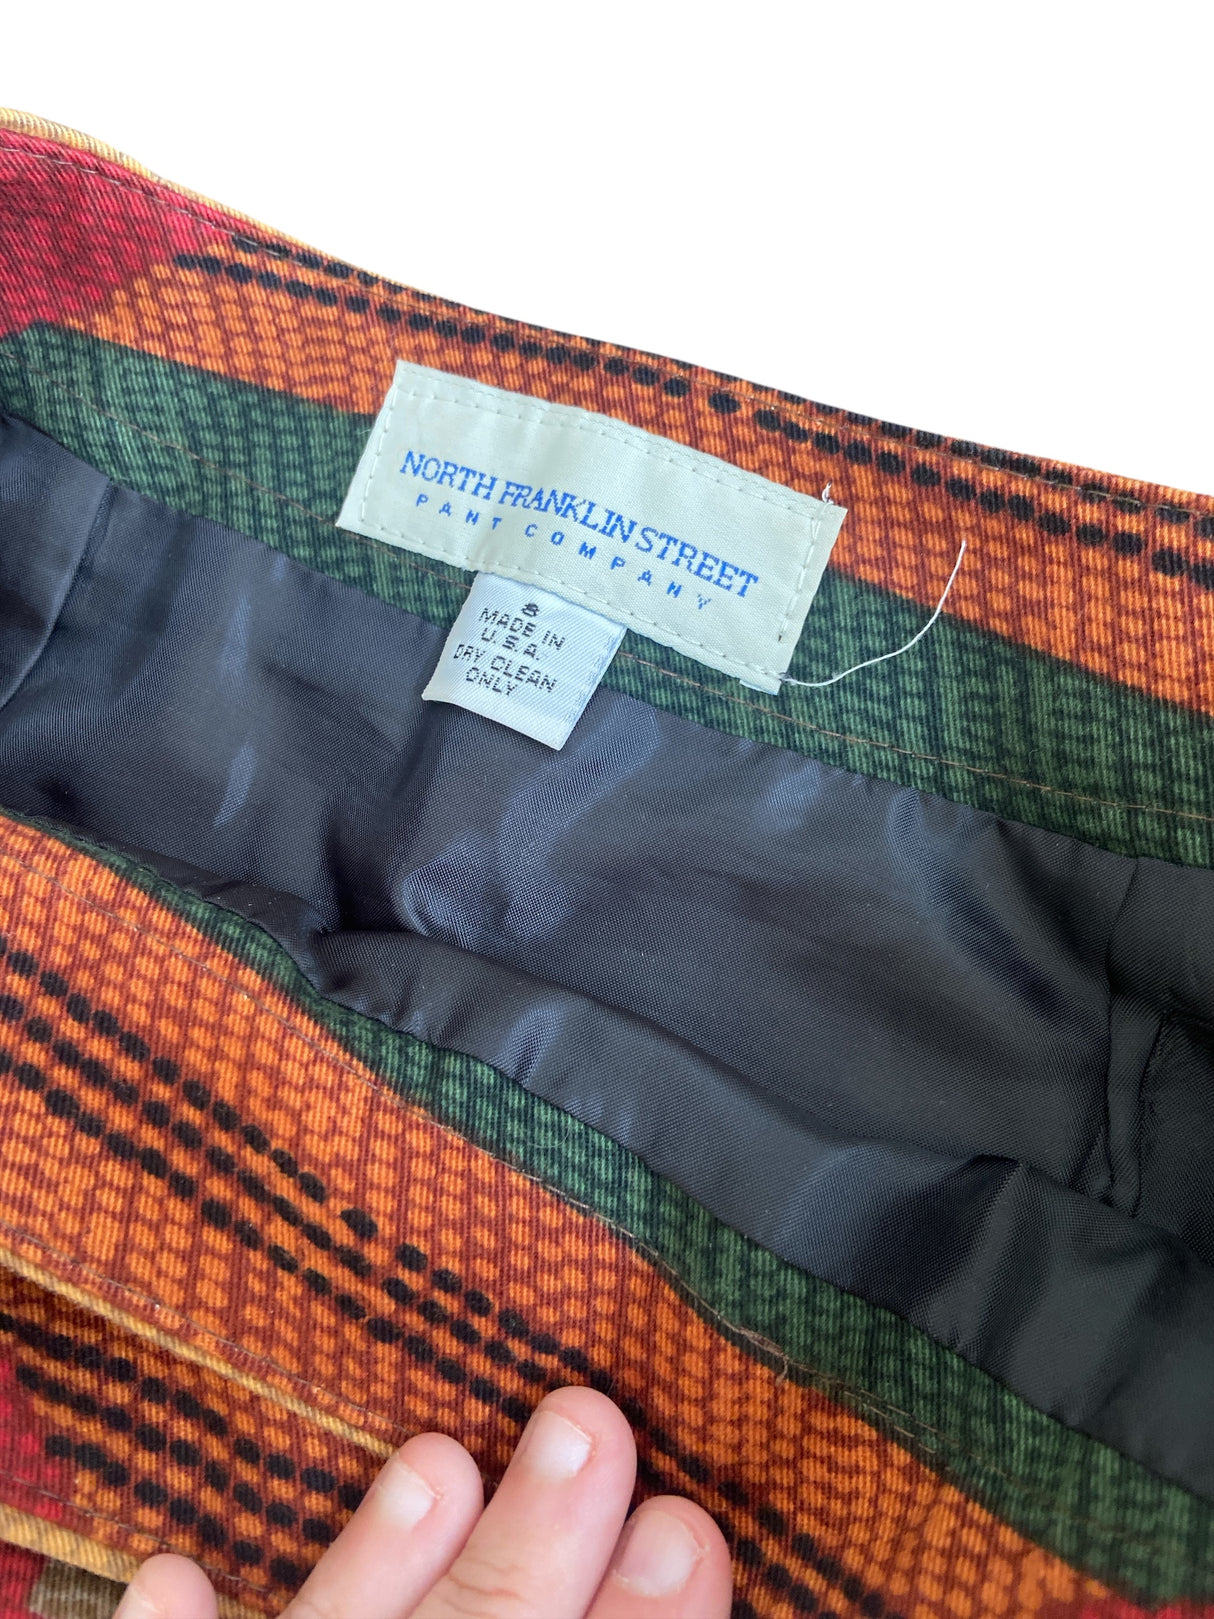 NORTH FRANKLIN STREET
PANT COMPANY
8
MADE IN
U.S.A.
DRY CLEAN
ONLY